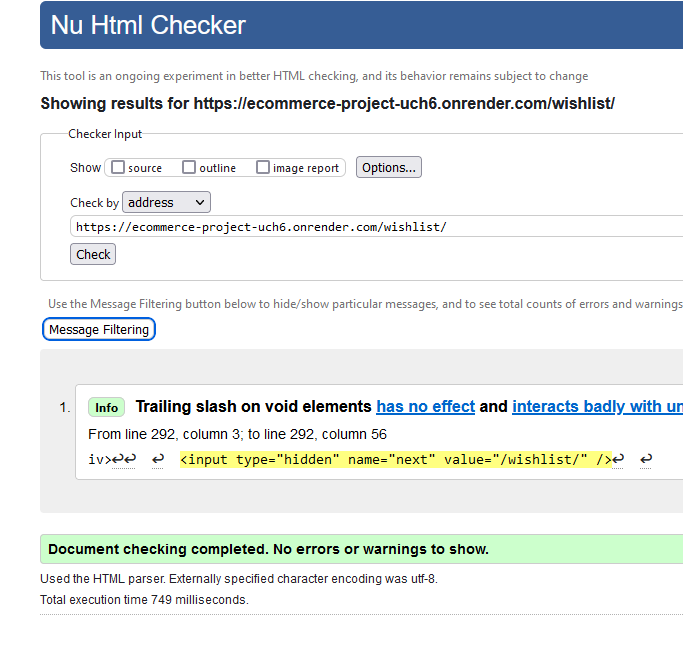 Nu Html Checker
This tool is an ongoing experiment in better HTML checking, and its behavior remains subject to change
Showing results for https://ecommerce-project-uch6.onrender.com/wishlist/
Checker Input
Show source outline image report Options...
Check by address
https://ecommerce-project-uch6.onrender.com/wishlist/
Check
Use the Message Filtering button below to hide/show particular messages, and to see total counts of errors and warnings
Message Filtering
1. Info Trailing slash on void elements has no effect and interacts badly with un
From line 292, column 3; to line 292, column 56
iv>↩↩ ↩ <input type="hidden" name="next" value="/wishlist/" />↩ ↩
Document checking completed. No errors or warnings to show.
Used the HTML parser. Externally specified character encoding was utf-8.
Total execution time 749 milliseconds.